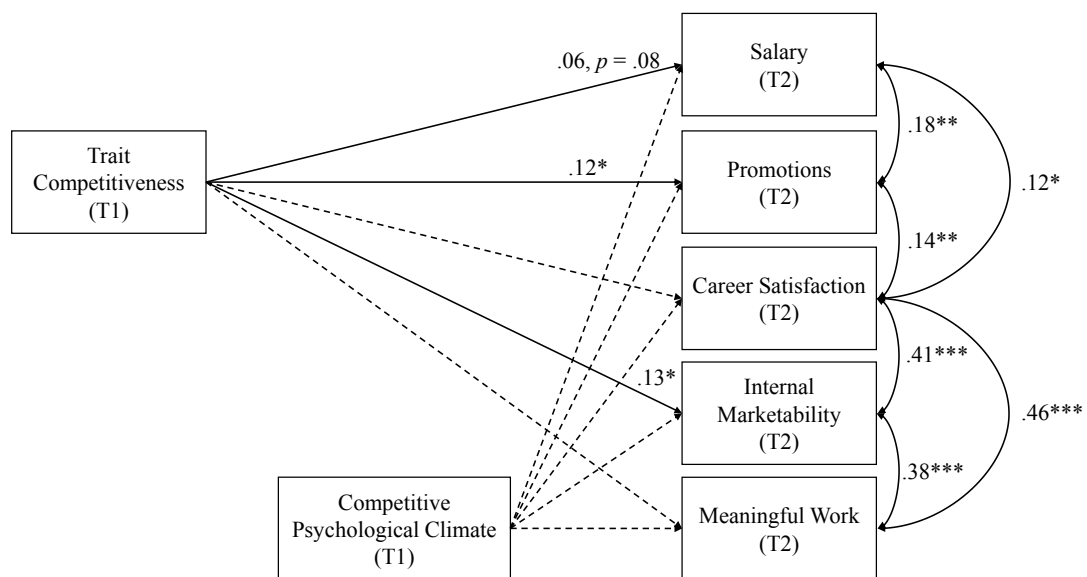 Salary
(T2)
.06, p = .08
.18**
Trait
Competitiveness
(T1)
.12*
Promotions
(T2)
.12*
.14**
Career Satisfaction
(T2)
.41***
.13*
Internal
Marketability
(T2)
.46***
.38***
Competitive
Psychological Climate
(T1)
Meaningful Work
(T2)